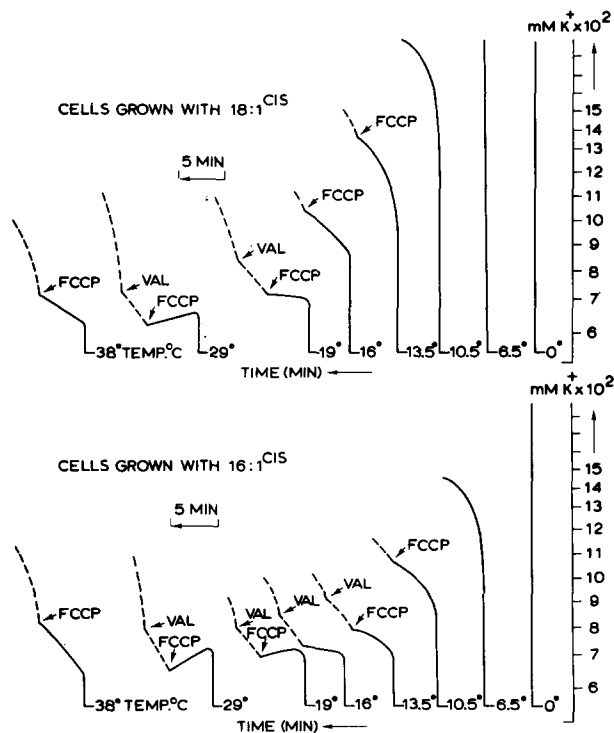 mM K+ x10²
CELLS GROWN WITH 18:1CIS
5 MIN
FCCP
FCCP
VAL
FCCP
VAL
FCCP
FCCP
15
14
13
12
11
10
9
8
7
6
38° TEMP.°C
29°
19°
16°
13.5°
10.5°
6.5°
0°
TIME (MIN)
mM K+ x10²
CELLS GROWN WITH 16:1CIS
5 MIN
FCCP
VAL
FCCP
VAL
FCCP
VAL
VAL
FCCP
FCCP
15
14
13
12
11
10
9
8
7
6
38° TEMP.°C
29°
19°
16°
13.5°
10.5°
6.5°
0°
TIME (MIN)